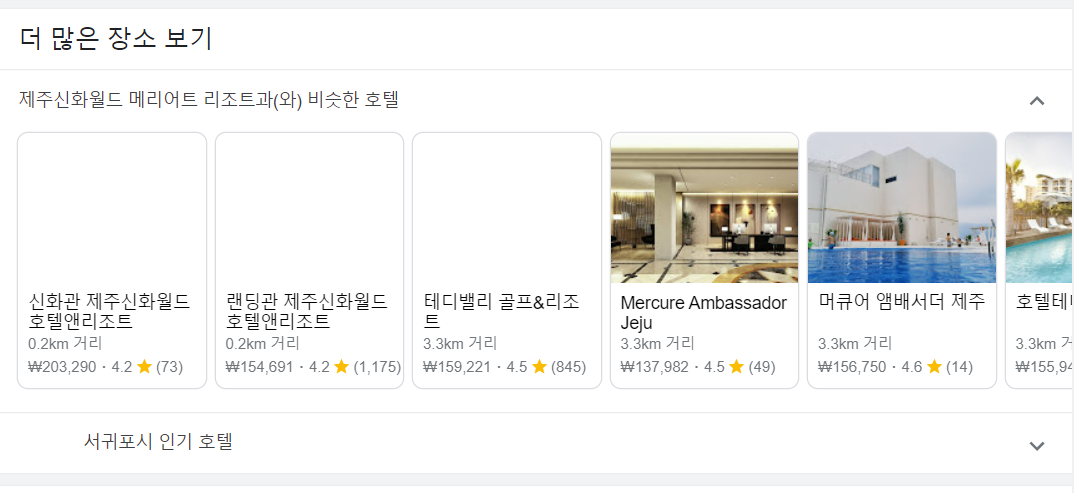 더 많은 장소 보기
제주신화월드 메리어트 리조트과(와) 비슷한 호텔
신화관 제주신화월드
호텔앤리조트
0.2km 거리
₩203,290 · 4.2 ★ (73)
랜딩관 제주신화월드
호텔앤리조트
0.2km 거리
₩154,691 · 4.2 ★ (1,175)
테디밸리 골프&리조
트
3.3km 거리
₩159,221 · 4.5 ★ (845)
Mercure Ambassador
Jeju
3.3km 거리
₩137,982 · 4.5 ★ (49)
머큐어 앰배서더 제주
3.3km 거리
₩156,750 · 4.6 ★ (14)
호텔테
3.3km
서귀포시 인기 호텔